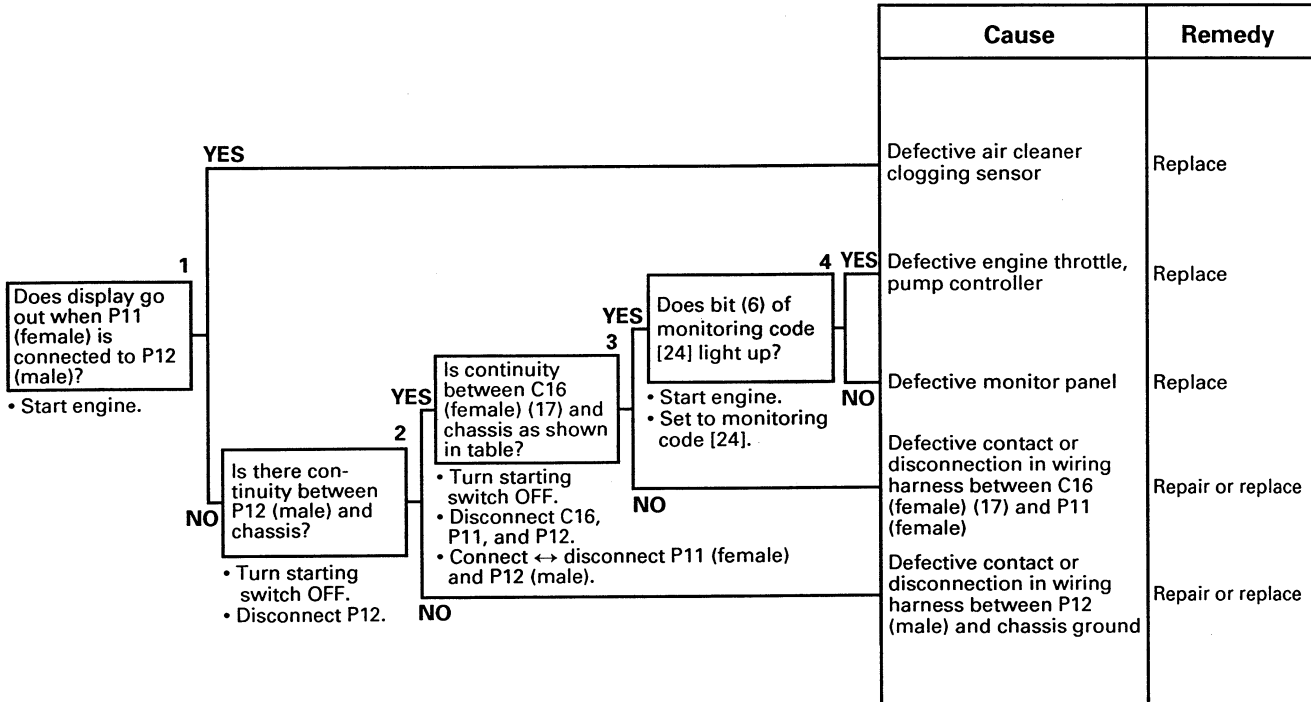 Cause
Remedy
YES
Defective air cleaner
clogging sensor
Replace
1
Does display go
out when P11
(female) is
connected to P12
(male)?
• Start engine.
NO
2
Is there con-
tinuity between
P12 (male) and
chassis?
• Turn starting
switch OFF.
• Disconnect P12.
YES
3
Is continuity
between C16
(female) (17) and
chassis as shown
in table?
• Turn starting
switch OFF.
• Disconnect C16,
P11, and P12.
• Connect ↔ disconnect P11 (female)
and P12 (male).
NO
YES
4
Does bit (6) of
monitoring code
[24] light up?
• Start engine.
• Set to monitoring
code [24].
NO
YES
Defective engine throttle,
pump controller
Replace
NO
Defective monitor panel
Replace
Defective contact or
disconnection in wiring
harness between C16
(female) (17) and P11
(female)
Repair or replace
Defective contact or
disconnection in wiring
harness between P12
(male) and chassis ground
Repair or replace